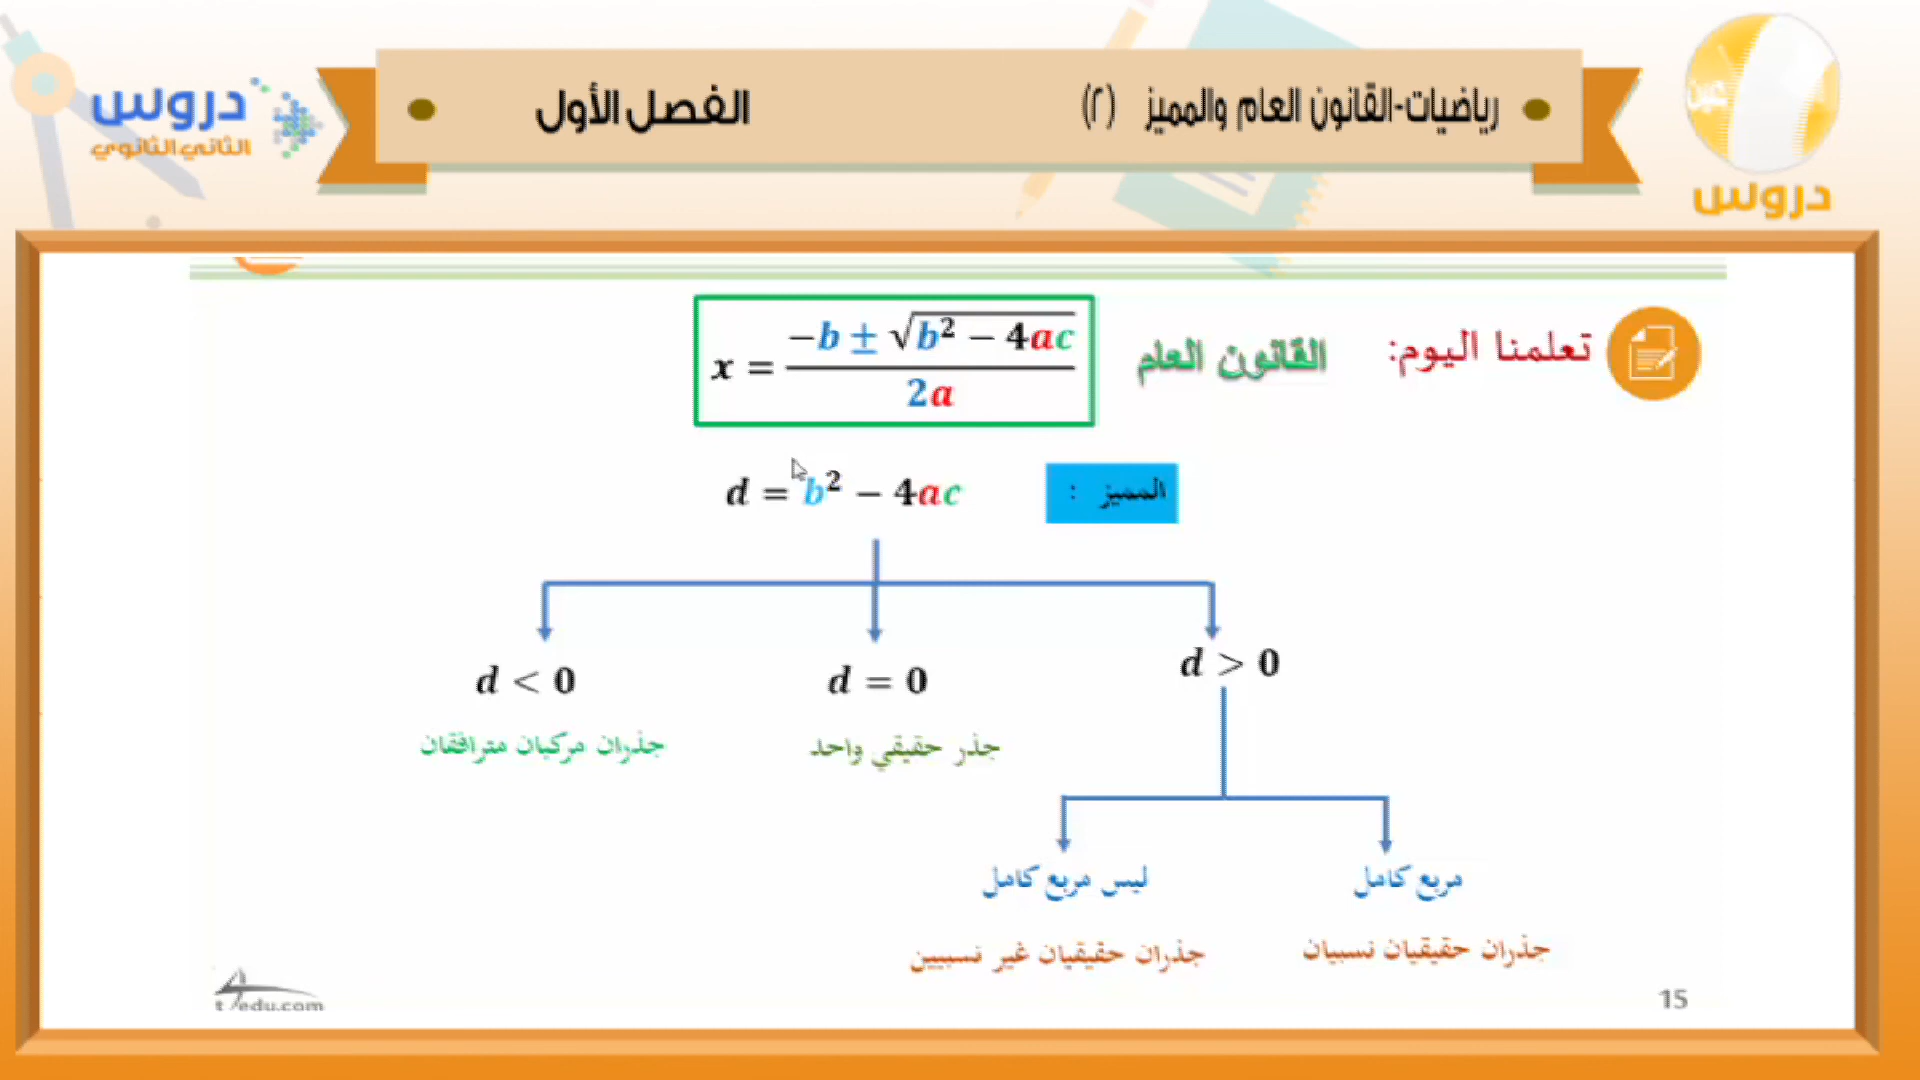 رياضيات-القانون العام والمميز (٢)
الفصل الأول
دروس
الثاني الثانوي
عن
دروس
تعلمنا اليوم:
القانون العام
x = −b ± √b² − 4ac / 2a
المميز :
d = b² − 4ac
d > 0
d = 0
d < 0
جذر حقيقي واحد
جذران مركبان مترافقان
مربع كامل
ليس مربع كامل
جذران حقيقيان نسبيان
جذران حقيقيان غير نسبيين
15
t4edu.com